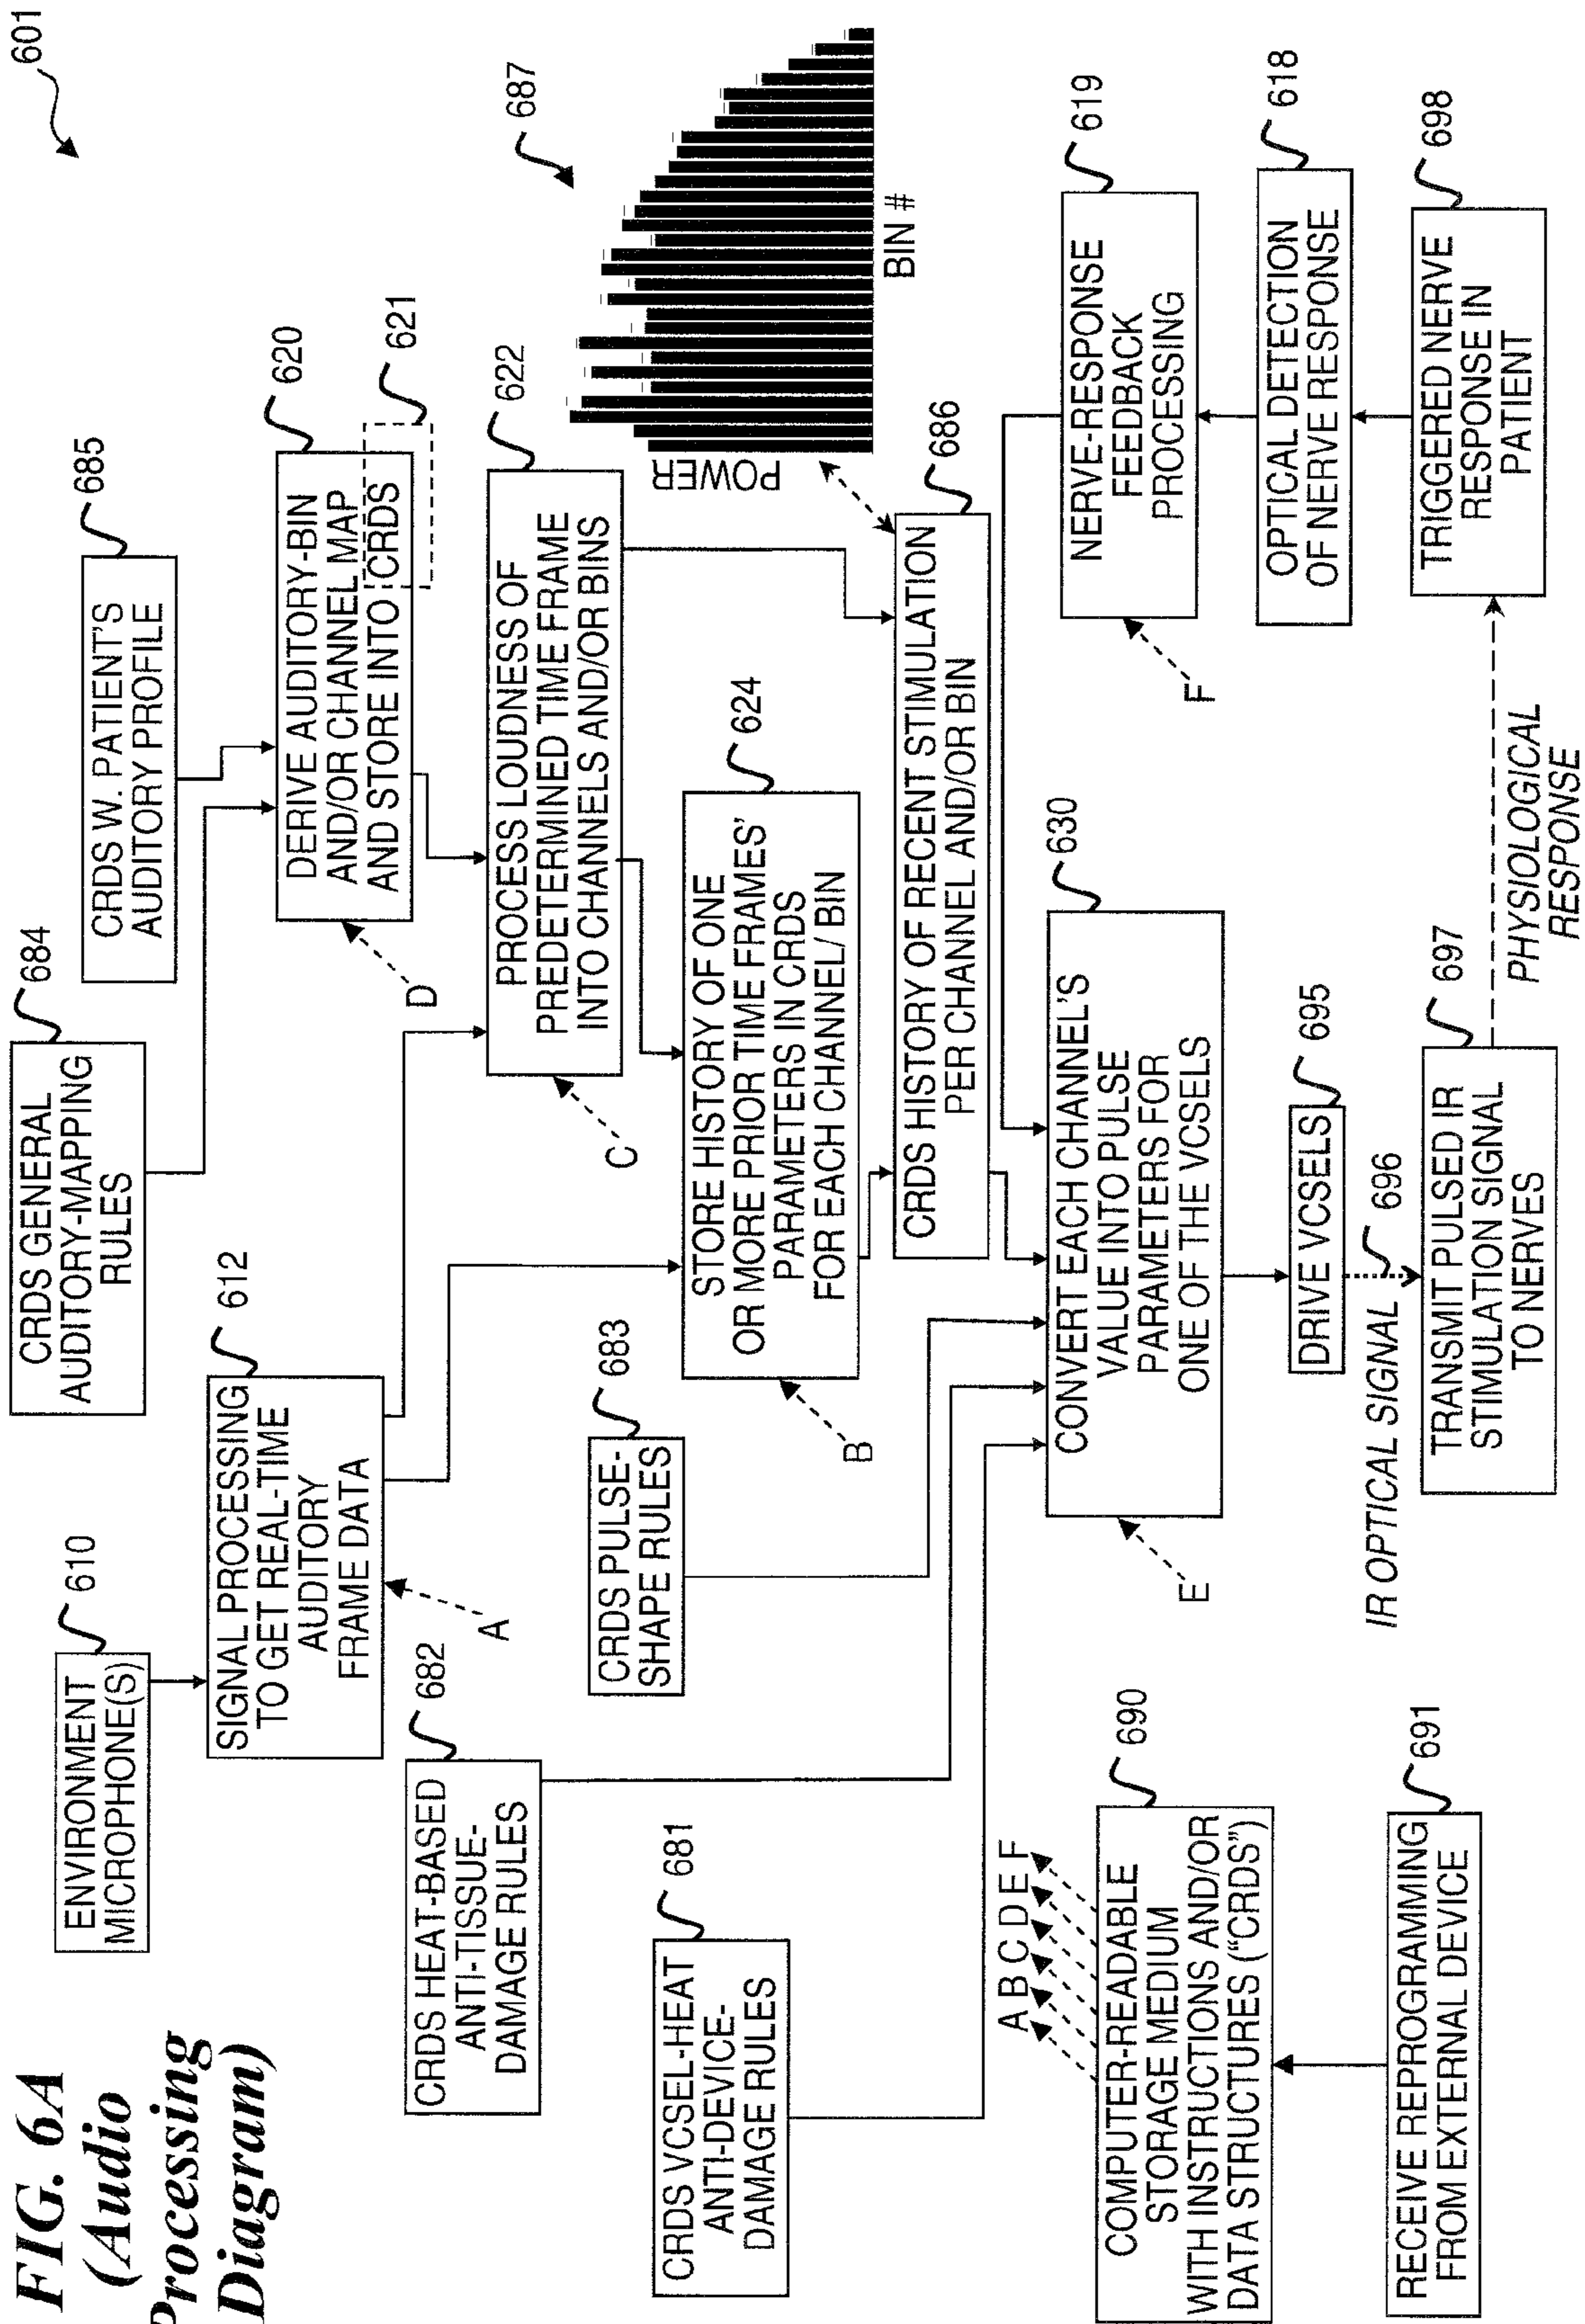 FIG. 6A
(Audio
Processing
Diagram)
601
ENVIRONMENT
MICROPHONE(S)
610
SIGNAL PROCESSING
TO GET REAL-TIME
AUDITORY
FRAME DATA
612
A
CRDS GENERAL
AUDITORY-MAPPING
RULES
684
CRDS W. PATIENT'S
AUDITORY PROFILE
685
DERIVE AUDITORY-BIN
AND/OR CHANNEL MAP
AND STORE INTO CRDS
620
621
D
PROCESS LOUDNESS OF
PREDETERMINED TIME FRAME
INTO CHANNELS AND/OR BINS
622
C
CRDS HEAT-BASED
ANTI-TISSUE-
DAMAGE RULES
682
CRDS VCSEL-HEAT
ANTI-DEVICE-
DAMAGE RULES
681
CRDS PULSE-
SHAPE RULES
683
STORE HISTORY OF ONE
OR MORE PRIOR TIME FRAMES'
PARAMETERS IN CRDS
FOR EACH CHANNEL/ BIN
624
B
CRDS HISTORY OF RECENT STIMULATION
PER CHANNEL AND/OR BIN
686
POWER
BIN #
687
CONVERT EACH CHANNEL'S
VALUE INTO PULSE
PARAMETERS FOR
ONE OF THE VCSELS
630
E
NERVE-RESPONSE
FEEDBACK
PROCESSING
619
F
OPTICAL DETECTION
OF NERVE RESPONSE
618
TRIGGERED NERVE
RESPONSE IN
PATIENT
698
DRIVE VCSELS
695
IR OPTICAL SIGNAL
696
TRANSMIT PULSED IR
STIMULATION SIGNAL
TO NERVES
697
PHYSIOLOGICAL
RESPONSE
A B C D E F
COMPUTER-READABLE
STORAGE MEDIUM
WITH INSTRUCTIONS AND/OR
DATA STRUCTURES (“CRDS”)
690
RECEIVE REPROGRAMMING
FROM EXTERNAL DEVICE
691